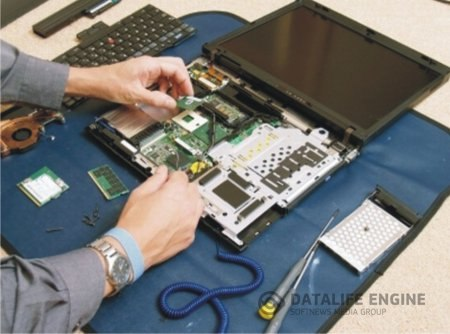 DATALIFE ENGINE
SOFTNEWS MEDIA GROUP